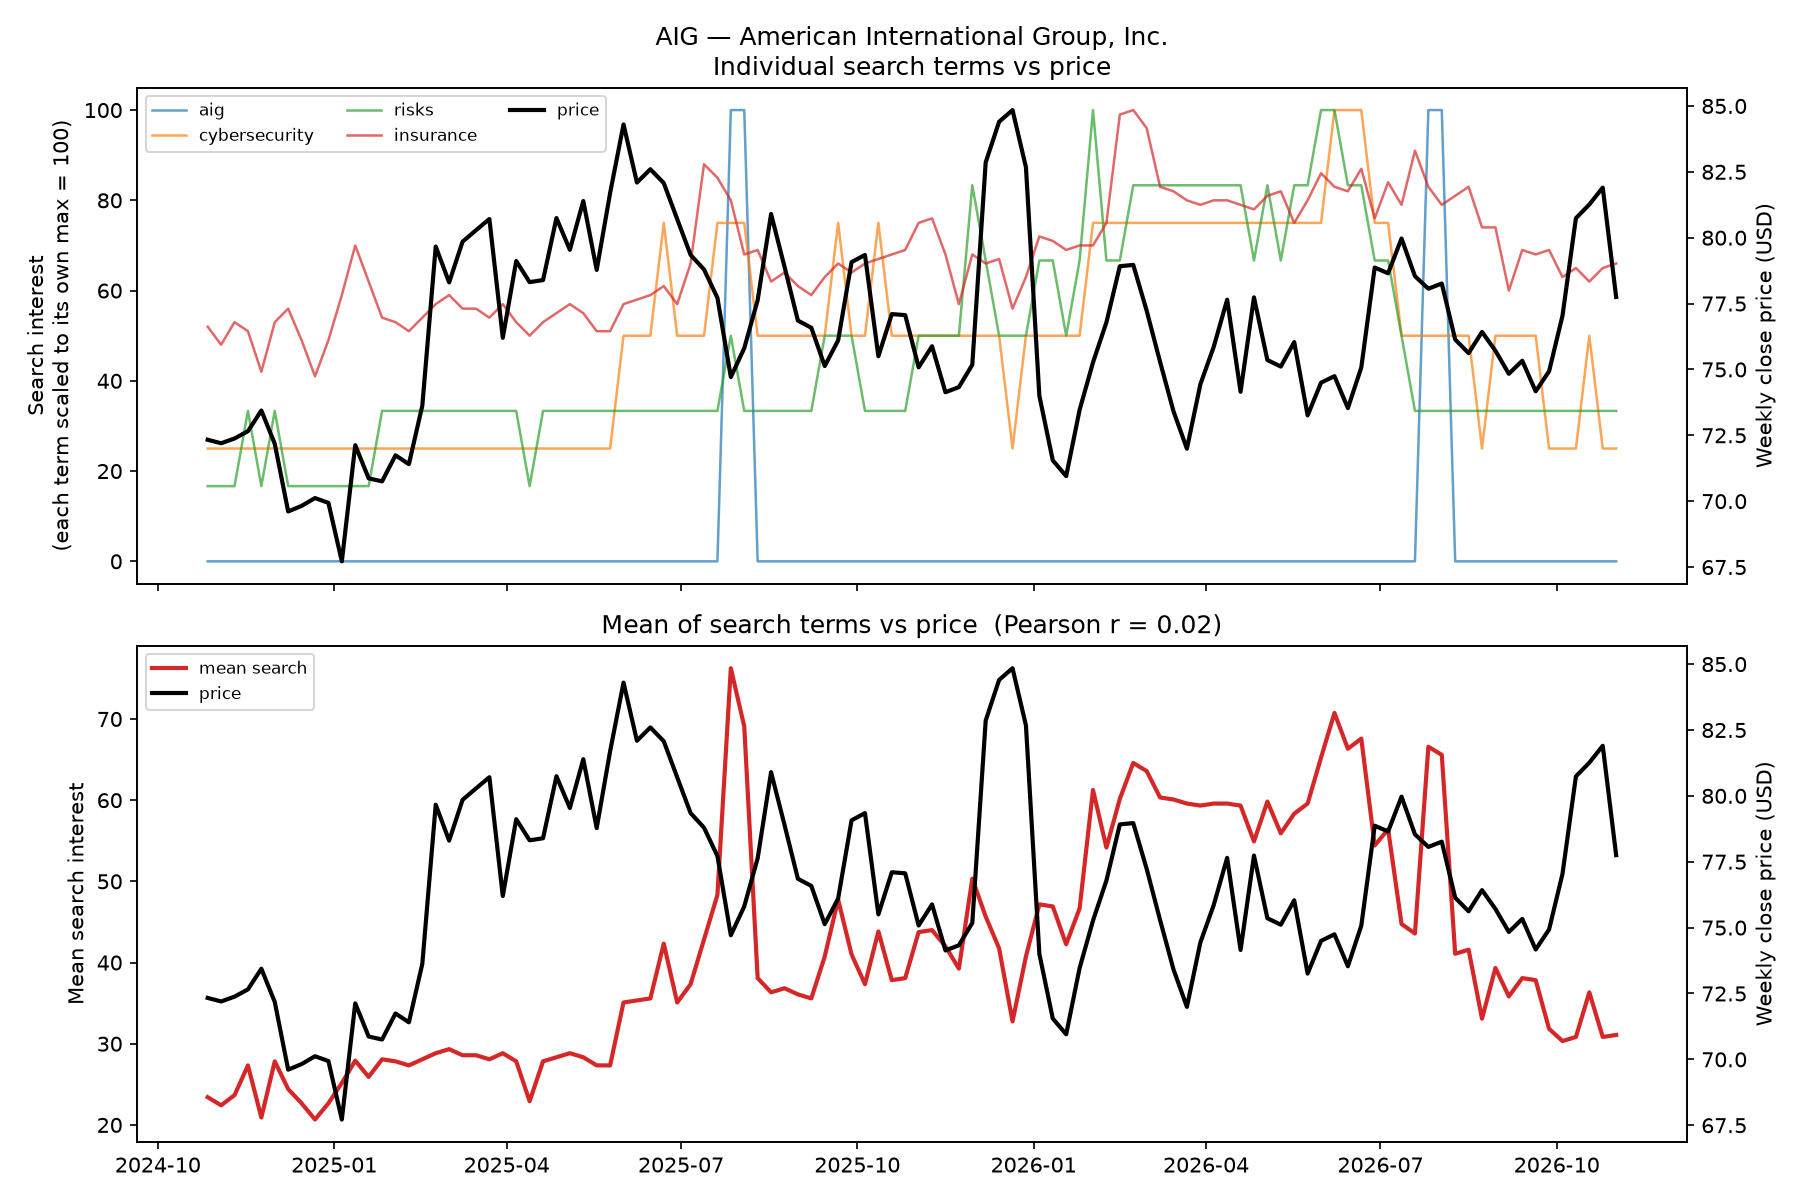 AIG — American International Group, Inc.
Individual search terms vs price
aig
cybersecurity
risks
insurance
price
Search interest
(each term scaled to its own max = 100)
100
80
60
40
20
0
85.0
82.5
80.0
77.5
75.0
72.5
70.0
67.5
Weekly close price (USD)
Mean of search terms vs price (Pearson r = 0.02)
mean search
price
Mean search interest
70
60
50
40
30
20
85.0
82.5
80.0
77.5
75.0
72.5
70.0
67.5
Weekly close price (USD)
2024-10
2025-01
2025-04
2025-07
2025-10
2026-01
2026-04
2026-07
2026-10